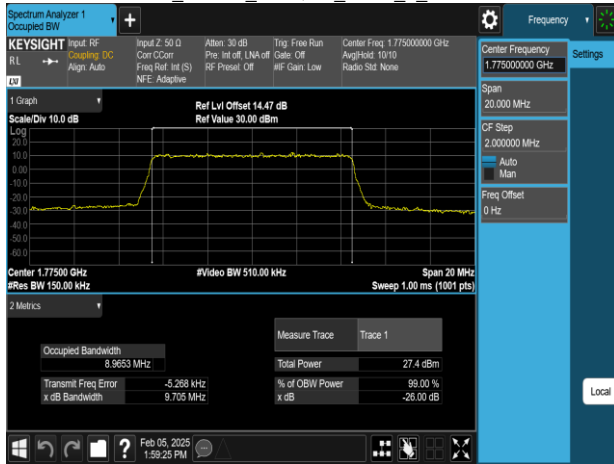 Spectrum Analyzer 1
Occupied BW
Frequency
KEYSIGHT
RL
LXI
Input: RF
Coupling: DC
Align: Auto
Input Z: 50 Ω
Corr CCorr
Freq Ref: Int (S)
NFE: Adaptive
Atten: 30 dB
Pre: Int off, LNA off
RF Preset: Off
Trig: Free Run
Gate: Off
#IF Gain: Low
Center Freq: 1.775000000 GHz
Avg|Hold: 10/10
Radio Std: None
1 Graph
Scale/Div 10.0 dB
Ref Lvl Offset 14.47 dB
Ref Value 30.00 dBm
Log
20.0
10.0
0.00
-10.0
-20.0
-30.0
-40.0
-50.0
-60.0
Center 1.77500 GHz
#Res BW 150.00 kHz
#Video BW 510.00 kHz
Span 20 MHz
Sweep 1.00 ms (1001 pts)
2 Metrics
Occupied Bandwidth
8.9653 MHz
Transmit Freq Error -5.268 kHz
x dB Bandwidth 9.705 MHz
Measure Trace Trace 1
Total Power 27.4 dBm
% of OBW Power 99.00 %
x dB -26.00 dB
Center Frequency
1.775000000 GHz
Span
20.000 MHz
CF Step
2.000000 MHz
Auto
Man
Freq Offset
0 Hz
Settings
Local
?
Feb 05, 2025
1:59:25 PM